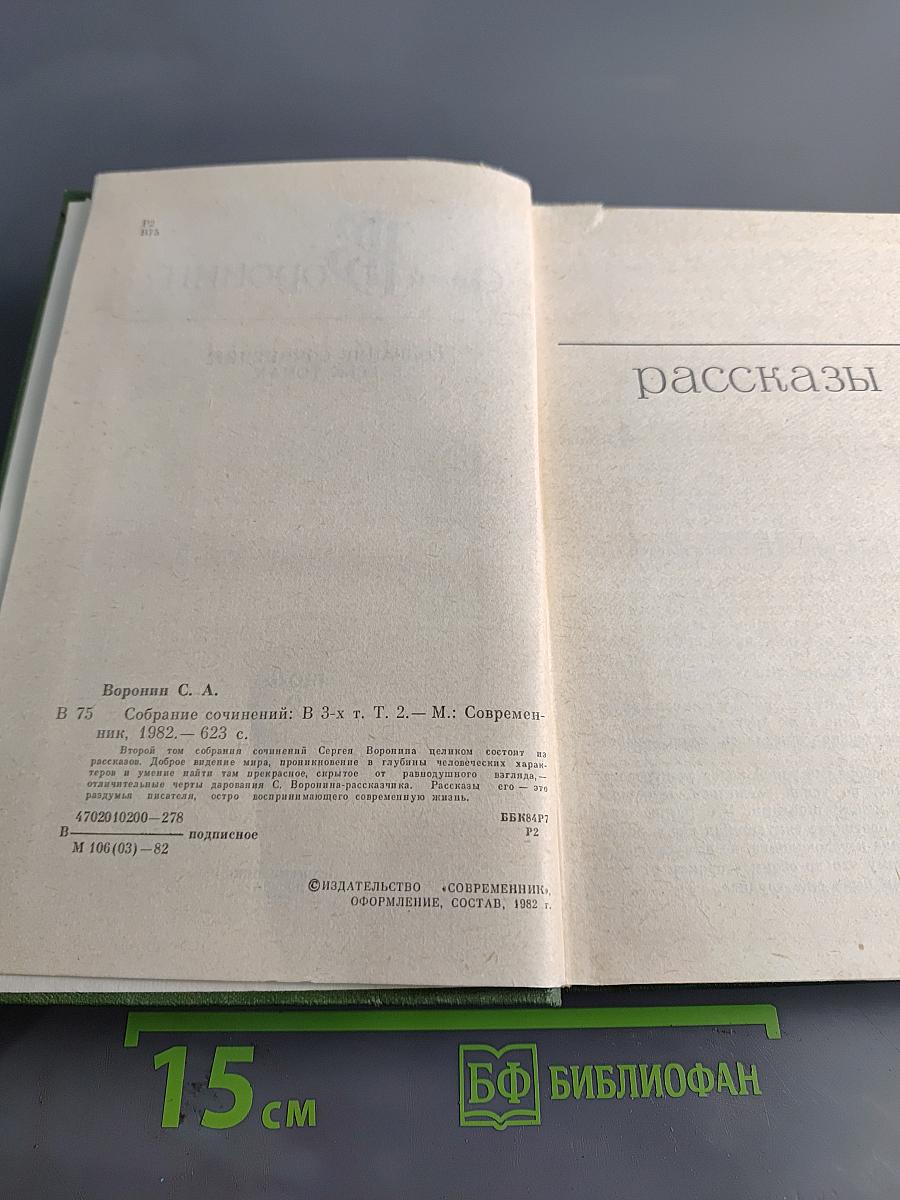 Р2
В75
рассказы
Воронин С. А.
В 75 Собрание сочинений: В 3-х т. Т. 2.— М.: Современ-
ник, 1982.— 623 с.
Второй том собрания сочинений Сергея Воронина целиком состоит из
рассказов. Доброе видение мира, проникновение в глубины человеческих харак-
теров и умение найти там прекрасное, скрытое от равнодушного взгляда,—
отличительные черты дарования С. Воронина-рассказчика. Рассказы его — это
раздумья писателя, остро воспринимающего современную жизнь.
4702010200—278
В — подписное
М 106(03)—82
ББК84Р7
Р2
©ИЗДАТЕЛЬСТВО «СОВРЕМЕННИК»,
ОФОРМЛЕНИЕ, СОСТАВ, 1982 г.
15 см
БФ БИБЛИОФАН